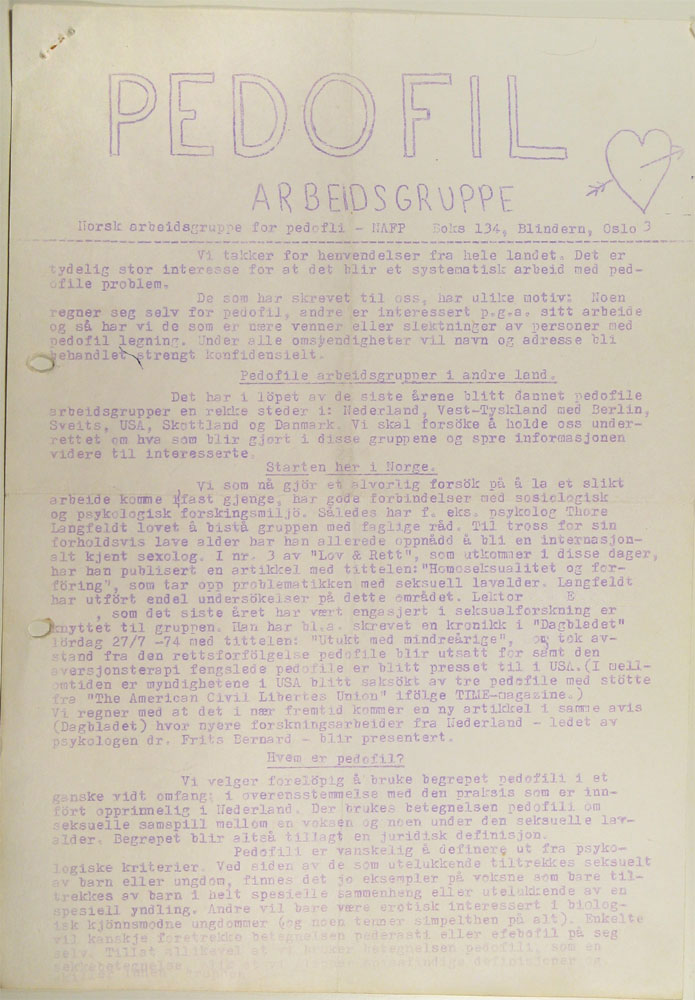 PEDOFIL
ARBEIDSGRUPPE
Norsk arbeidsgruppe for pedofli - NAFP Boks 134, Blindern, Oslo 3
Vi takker for henvendelser fra hele landet. Det er
tydelig stor interesse for at det blir et systematisk arbeid med ped-
ofile problem.
De som har skrevet til oss, har ulike motiv: Noen
regner seg selv for pedofil, andre er interessert p.g.a. sitt arbeide
og så har vi de som er nære venner eller slektninger av personer med
pedofil legning. Under alle omstendigheter vil navn og adresse bli
behandlet strengt konfidensielt.
Pedofile arbeidsgrupper i andre land.
Det har i löpet av de siste årene blitt dannet pedofile
arbeidsgrupper en rekke steder i: Nederland, Vest-Tyskland med Berlin,
Sveits, USA, Skottland og Danmark. Vi skal forsöke å holde oss under-
rettet om hva som blir gjort i disse gruppene og spre informasjonen
videre til interesserte.
Starten her i Norge.
Vi som nå gjör et alvorlig forsök på å la et slikt
arbeide komme i fast gjenge, har gode forbindelser med sosiologisk
og psykologisk forskingsmiljö. Således har f. eks. psykolog Thore
Langfeldt lovet å bistå gruppen med faglige råd. Til tross for sin
forholdsvis lave alder har han allerede oppnådd å bli en internasjon-
alt kjent sexolog. I nr. 3 av "Lov & Rett", som utkommer i disse dager,
har han publisert en artikkel med tittelen:"Homoseksualitet og for-
föring", som tar opp problematikken med seksuell lavalder. Langfeldt
har utfört endel undersökelser på dette området. Lektor E
, som det siste året har vært engasjert i seksualforskning er
knyttet til gruppen. Han har bl.a. skrevet en kronikk i "Dagbladet"
lördag 27/7 -74 med tittelen: "Utukt med mindreårige", og tok av-
stand fra den rettsforfölgelse pedofile blir utsatt for samt den
aversjonsterapi fengslede pedofile er blitt presset til i USA.(I mell-
omtiden er myndighetene i USA blitt saksökt av tre pedofile med stötte
fra "The American Civil Libertes Union" ifölge TIME-magasine.)
Vi regner med at det i nær fremtid kommer en ny artikkel i samme avis
(Dagbladet) hvor nyere forskningsarbeider fra Nederland - ledet av
psykologen dr. Frits Bernard - blir presentert.
Hvem er pedofil?
Vi velger forelöpig å bruke begrepet pedofili i et
ganske vidt omfang; i overensstemmelse med den praksis som er inn-
fört opprinnelig i Nederland. Der brukes betegnelsen pedofili om
seksuelle samspill mellom en voksen og noen under den seksuelle lav-
alder. Begrepet blir altså tillagt en juridisk definisjon.
Pedofili er vanskelig å definere ut fra psyko-
logiske kriterier. Ved siden av de som utelukkende tiltrekkes seksuelt
av barn eller ungdom, finnes det jo eksempler på voksne som bare til-
trekkes av barn i helt spesielle sammenheng eller utelukkende av en
spesiell yndling. Andre vil bare være erotisk interessert i biolog-
isk kjönnsmodne ungdommer (og noen tenner simpelthen på alt). Enkelte
vil kanskje foretrekke betegnelsen pederasti eller efebofil på seg
selv. Tillat allikevel at vi bruker betegnelsen pedofili, som en